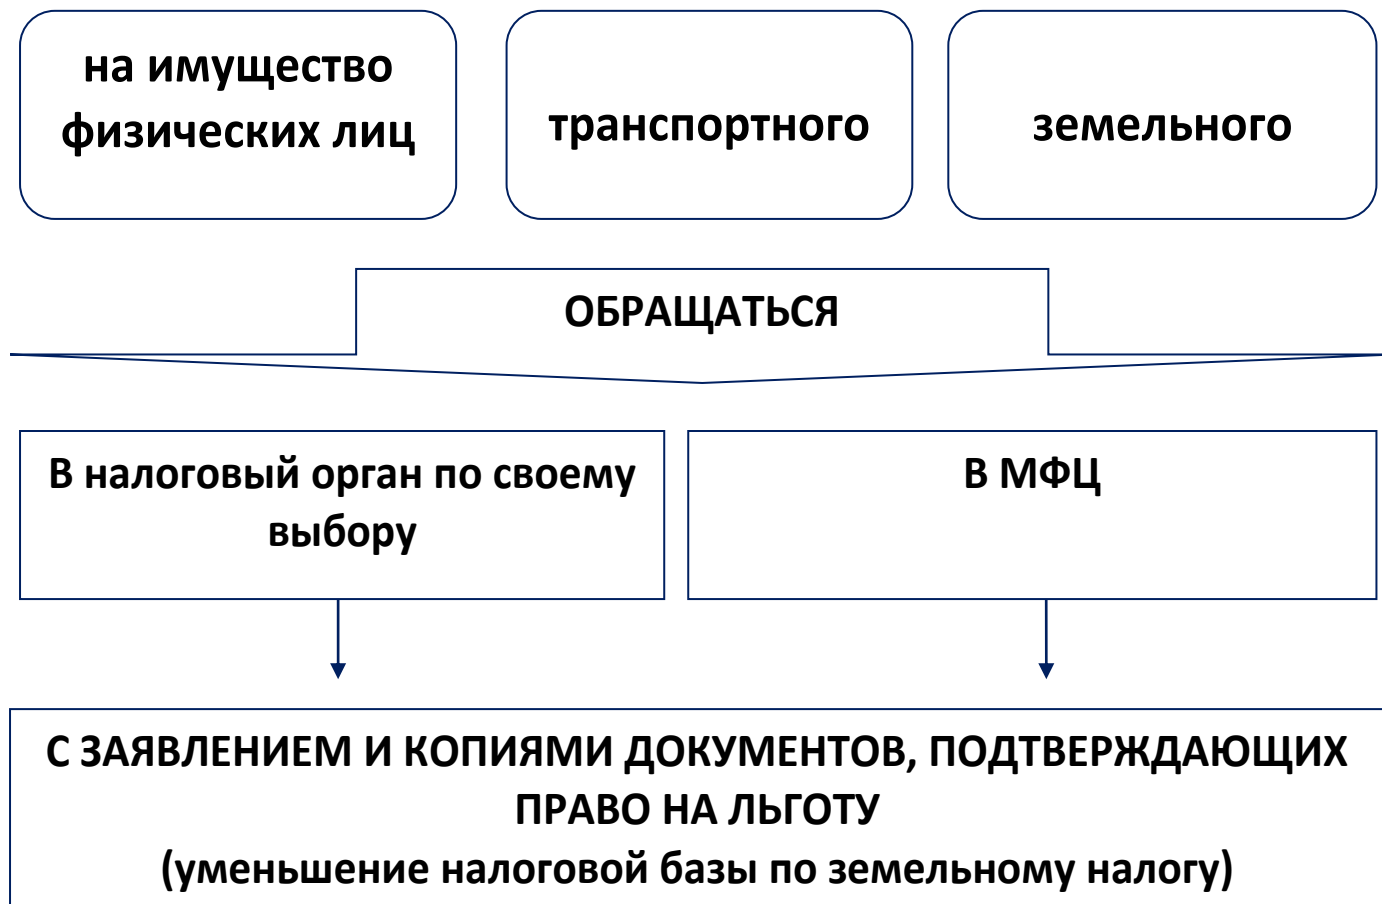 на имущество
физических лиц
транспортного
земельного
ОБРАЩАТЬСЯ
В налоговый орган по своему
выбору
В МФЦ
С ЗАЯВЛЕНИЕМ И КОПИЯМИ ДОКУМЕНТОВ, ПОДТВЕРЖДАЮЩИХ
ПРАВО НА ЛЬГОТУ
(уменьшение налоговой базы по земельному налогу)